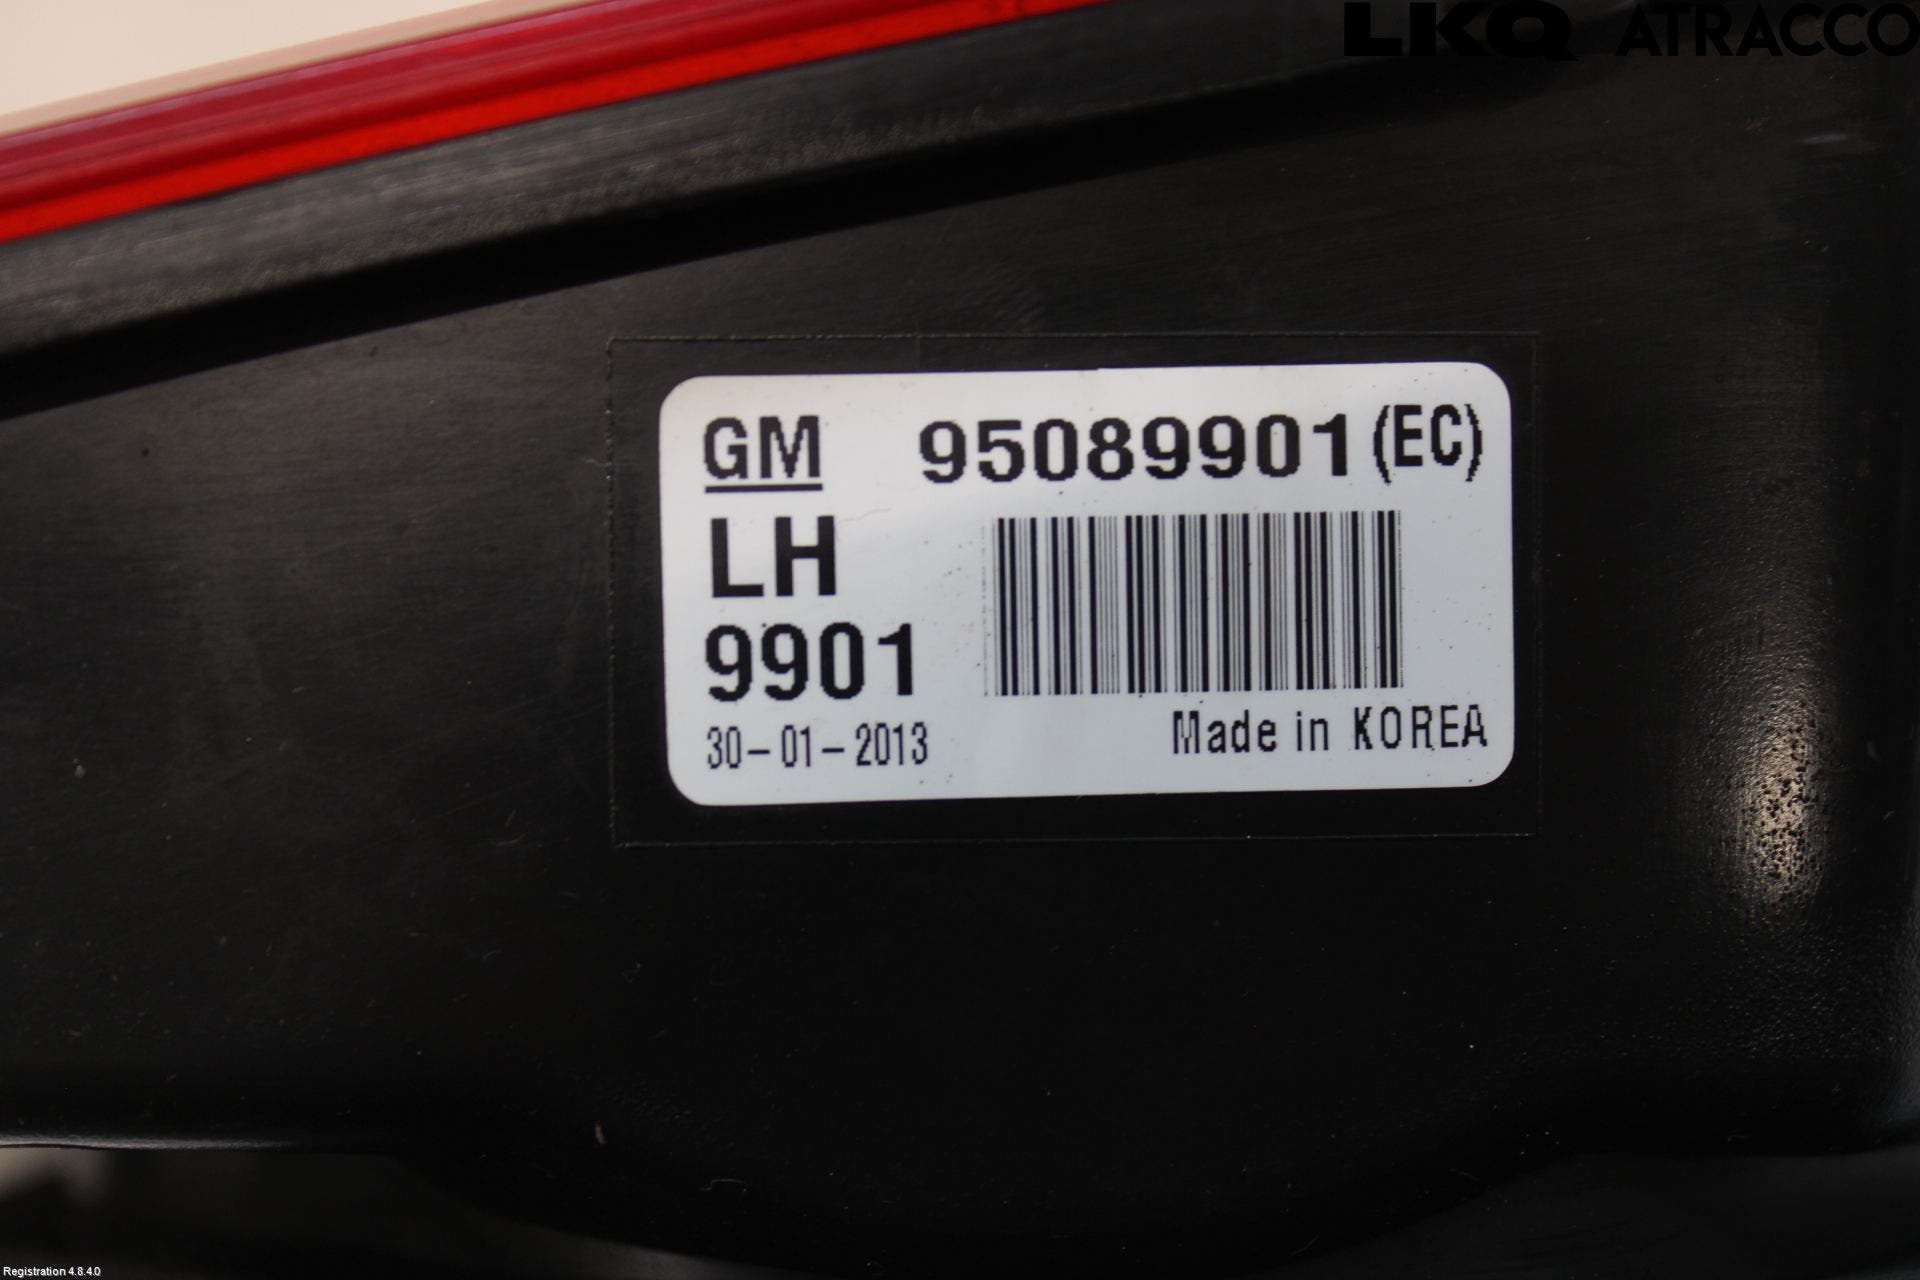 LKQ ATRACCO
GM 95089901 (EC)
LH
9901
30-01-2013
Made in KOREA
Registration 4.8.4.0